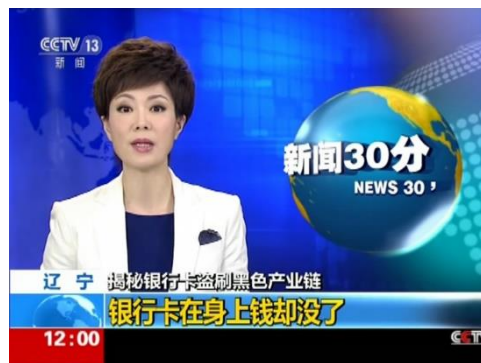 CCTV 13
新闻
新闻30分
NEWS 30'
辽宁
揭秘银行卡盗刷黑色产业链
银行卡在身上钱却没了
12:00